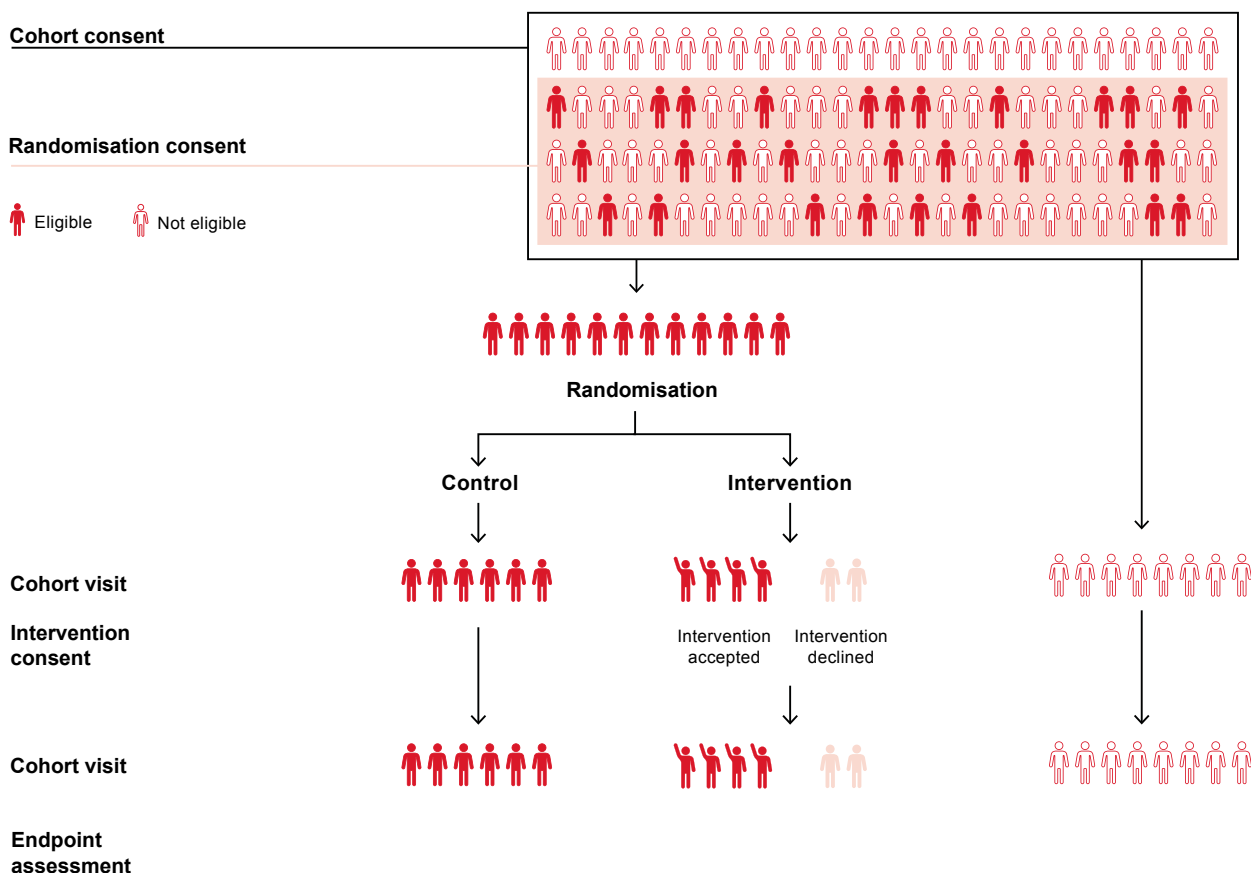 Cohort consent
Randomisation consent
Eligible
Not eligible
Randomisation
Control
Intervention
Cohort visit
Intervention
consent
Intervention
accepted
Intervention
declined
Cohort visit
Endpoint
assessment